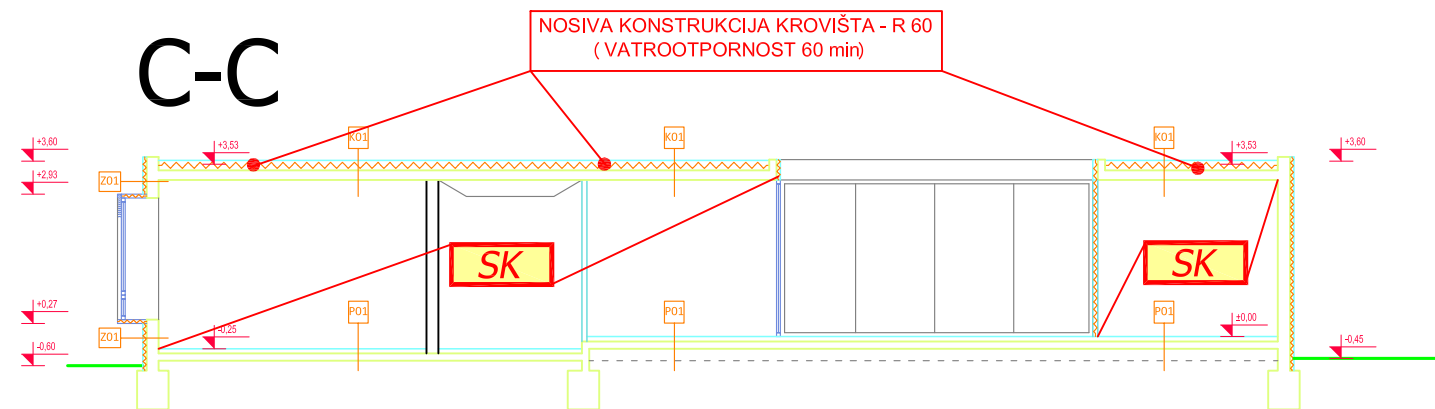 NOSIVA KONSTRUKCIJA KROVIŠTA - R 60
( VATROOTPORNOST 60 min)
C-C
+3,60
+3,53
K01
K01
K01
+3,53
+3,60
+2,93
Z01
SK
SK
+0,27
P01
P01
P01
Z01
-0,25
±0,00
-0,60
-0,45